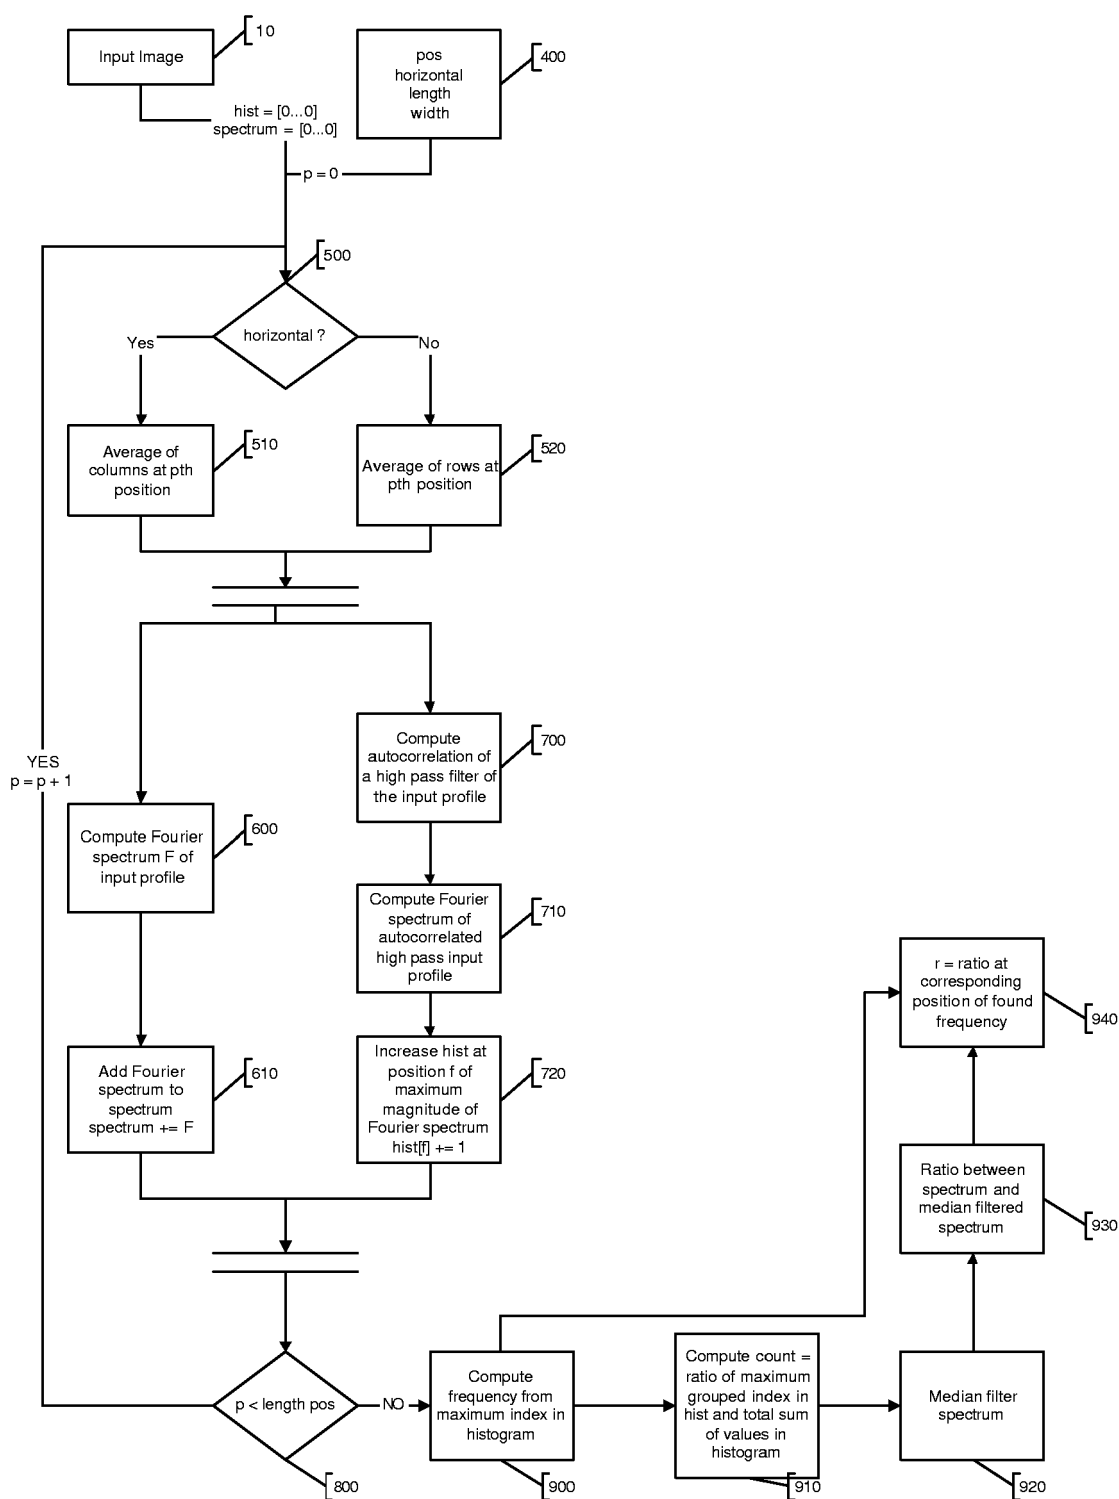 10
Input Image
400
pos
horizontal
length
width
hist = [0...0]
spectrum = [0...0]
p = 0
500
horizontal ?
Yes
No
510
Average of
columns at pth
position
520
Average of rows at
pth position
YES
p = p + 1
700
Compute
autocorrelation of
a high pass filter of
the input profile
600
Compute Fourier
spectrum F of
input profile
710
Compute Fourier
spectrum of
autocorrelated
high pass input
profile
610
Add Fourier
spectrum to
spectrum
spectrum += F
720
Increase hist at
position f of
maximum
magnitude of
Fourier spectrum
hist[f] += 1
r = ratio at
corresponding
position of found
frequency
940
Ratio between
spectrum and
median filtered
spectrum
930
p < length pos
NO
800
Compute
frequency from
maximum index in
histogram
900
Compute count =
ratio of maximum
grouped index in
hist and total sum
of values in
histogram
910
Median filter
spectrum
920